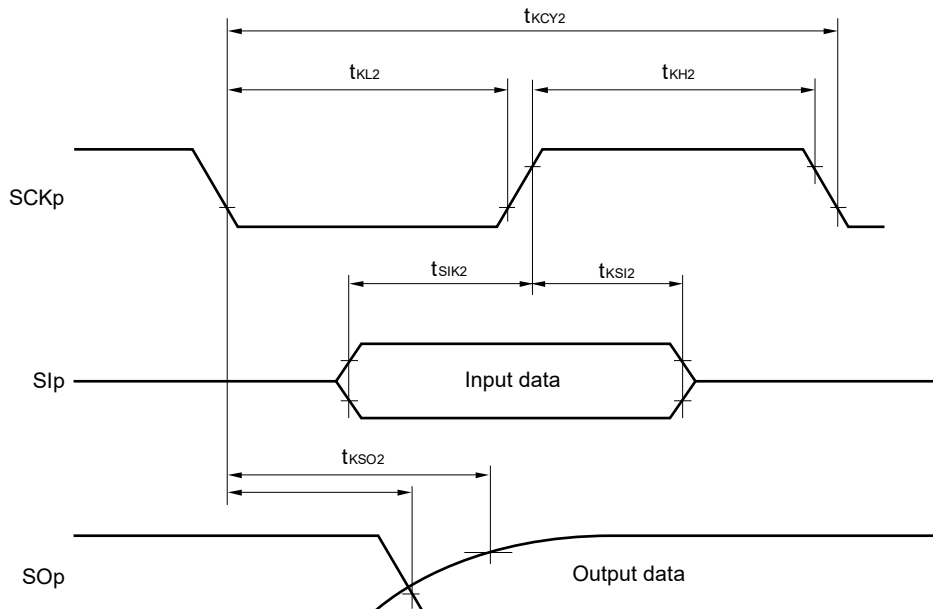 tKCY2
tKL2
tKH2
SCKp
tSIK2
tKSI2
SIp
Input data
tKSO2
SOp
Output data